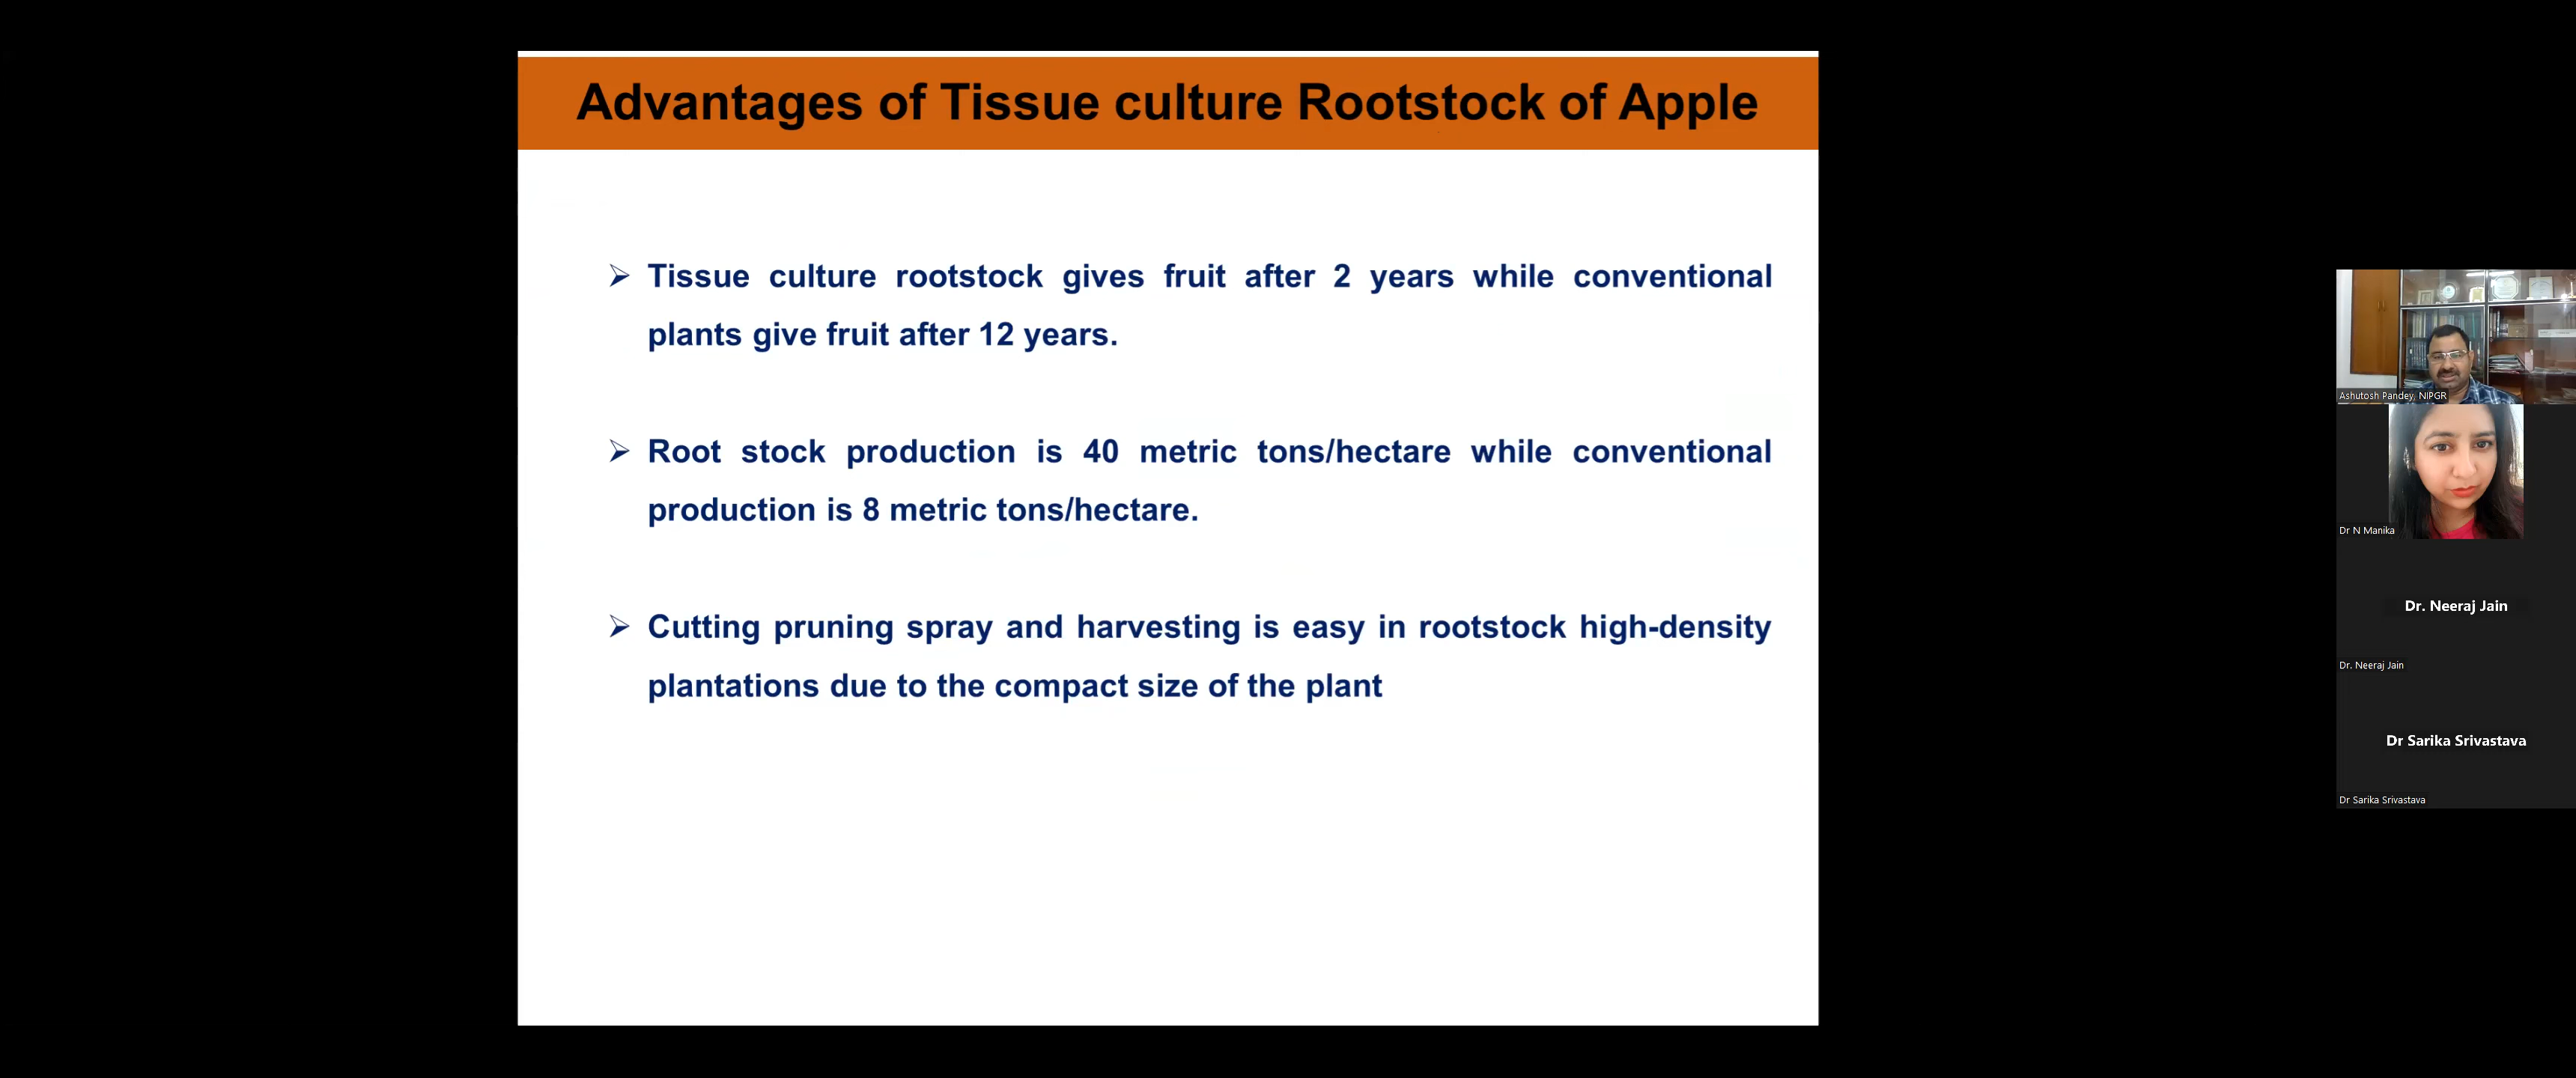 Advantages of Tissue culture Rootstock of Apple
➢ Tissue culture rootstock gives fruit after 2 years while conventional
plants give fruit after 12 years.
➢ Root stock production is 40 metric tons/hectare while conventional
production is 8 metric tons/hectare.
➢ Cutting pruning spray and harvesting is easy in rootstock high-density
plantations due to the compact size of the plant
Ashutosh Pandey, NIPGR
Dr N Manika
Dr. Neeraj Jain
Dr. Neeraj Jain
Dr Sarika Srivastava
Dr Sarika Srivastava